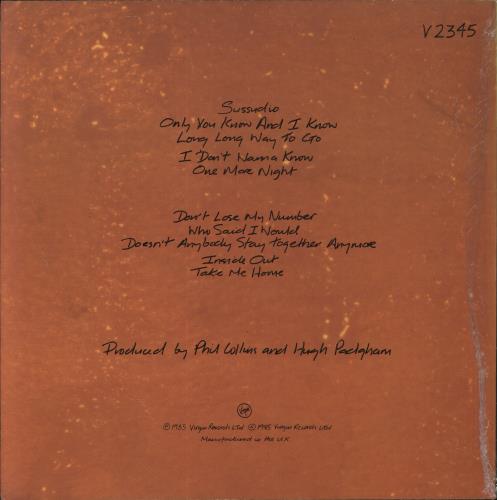 V2345
Sussudio
Only You Know And I Know
Long Long Way To Go
I Don't Wanna Know
One More Night
Don't Lose My Number
Who Said I Would
Doesn't Anybody Stay together Anymore
Inside Out
Take Me Home
Produced by Phil Collins and Hugh Padgham
Virgin
℗ 1985 Virgin Records Ltd © 1985 Virgin Records Ltd
Manufactured in the U.K